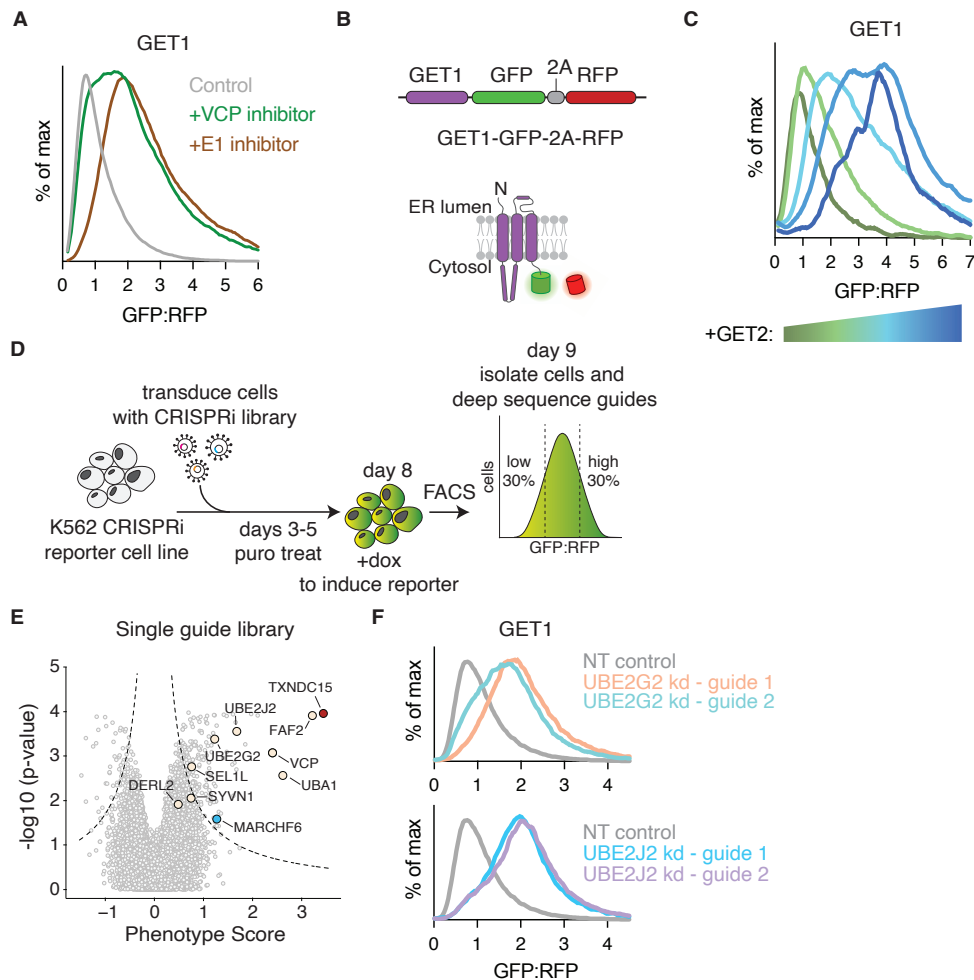 A
GET1
Control
+VCP inhibitor
+E1 inhibitor
% of max
0 1 2 3 4 5 6
GFP:RFP
B
2A
GET1 GFP RFP
GET1-GFP-2A-RFP
N
ER lumen
Cytosol
C
% of max
0 1 2 3 4 5 6 7
GFP:RFP
+GET2:
D
transduce cells
with CRISPRi library
K562 CRISPRi
reporter cell line
days 3-5
puro treat
day 8
+dox
to induce reporter
FACS
day 9
isolate cells and
deep sequence guides
cells
low
30%
high
30%
GFP:RFP
E
Single guide library
-log10 (p-value)
5
4
3
2
1
0
TXNDC15
UBE2J2
FAF2
UBE2G2
VCP
SEL1L
UBA1
DERL2
SYVN1
MARCHF6
−1 0 1 2 3
Phenotype Score
F
GET1
% of max
NT control
UBE2G2 kd - guide 1
UBE2G2 kd - guide 2
0 1 2 3 4
% of max
NT control
UBE2J2 kd - guide 1
UBE2J2 kd - guide 2
0 1 2 3 4
GFP:RFP